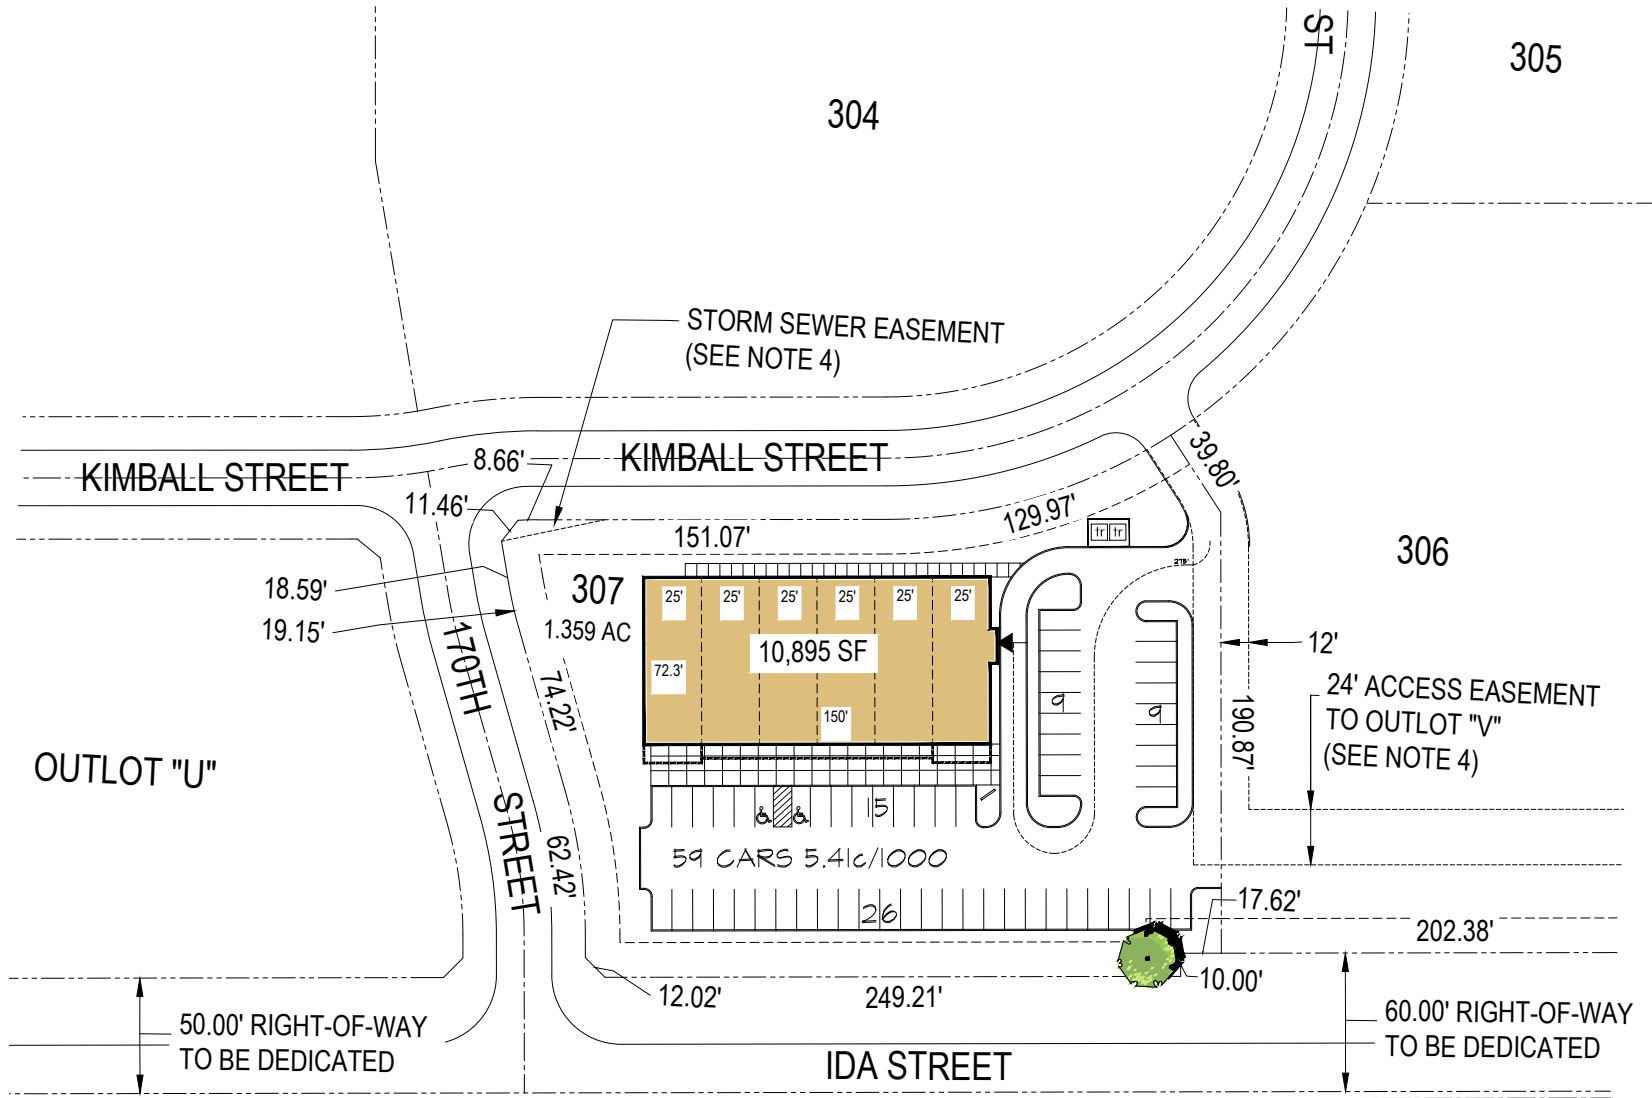 ST
305
304
STORM SEWER EASEMENT
(SEE NOTE 4)
KIMBALL STREET
8.66'
KIMBALL STREET
39.80'
11.46'
129.97'
151.07'
tr tr
306
18.59'
307
25' 25' 25' 25' 25' 25'
19.15'
1.359 AC
10,895 SF
12'
72.3'
170TH
STREET
74.22'
150'
9
9
190.87'
24' ACCESS EASEMENT
TO OUTLOT "V"
(SEE NOTE 4)
OUTLOT "U"
15
62.42'
59 CARS 5.41c/1000
26
17.62'
202.38'
10.00'
12.02'
249.21'
50.00' RIGHT-OF-WAY
TO BE DEDICATED
60.00' RIGHT-OF-WAY
TO BE DEDICATED
IDA STREET